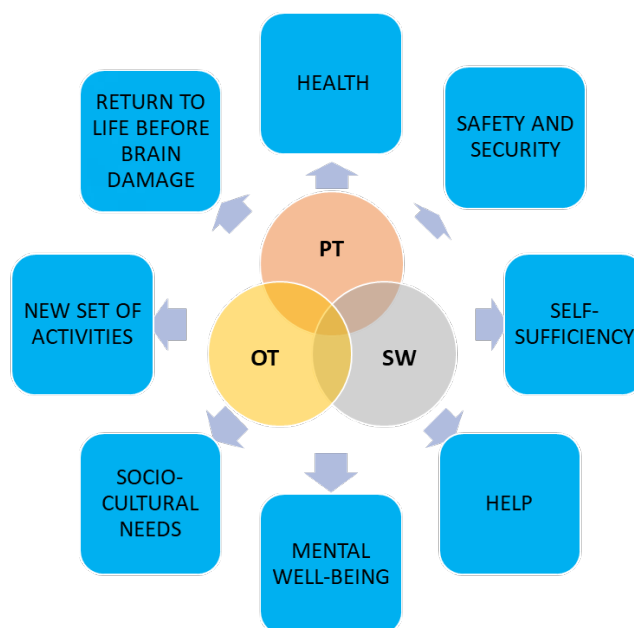 HEALTH
RETURN TO
LIFE BEFORE
BRAIN
DAMAGE
SAFETY AND
SECURITY
PT
NEW SET OF
ACTIVITIES
SELF-
SUFFICIENCY
OT
SW
SOCIO-
CULTURAL
NEEDS
HELP
MENTAL
WELL-BEING